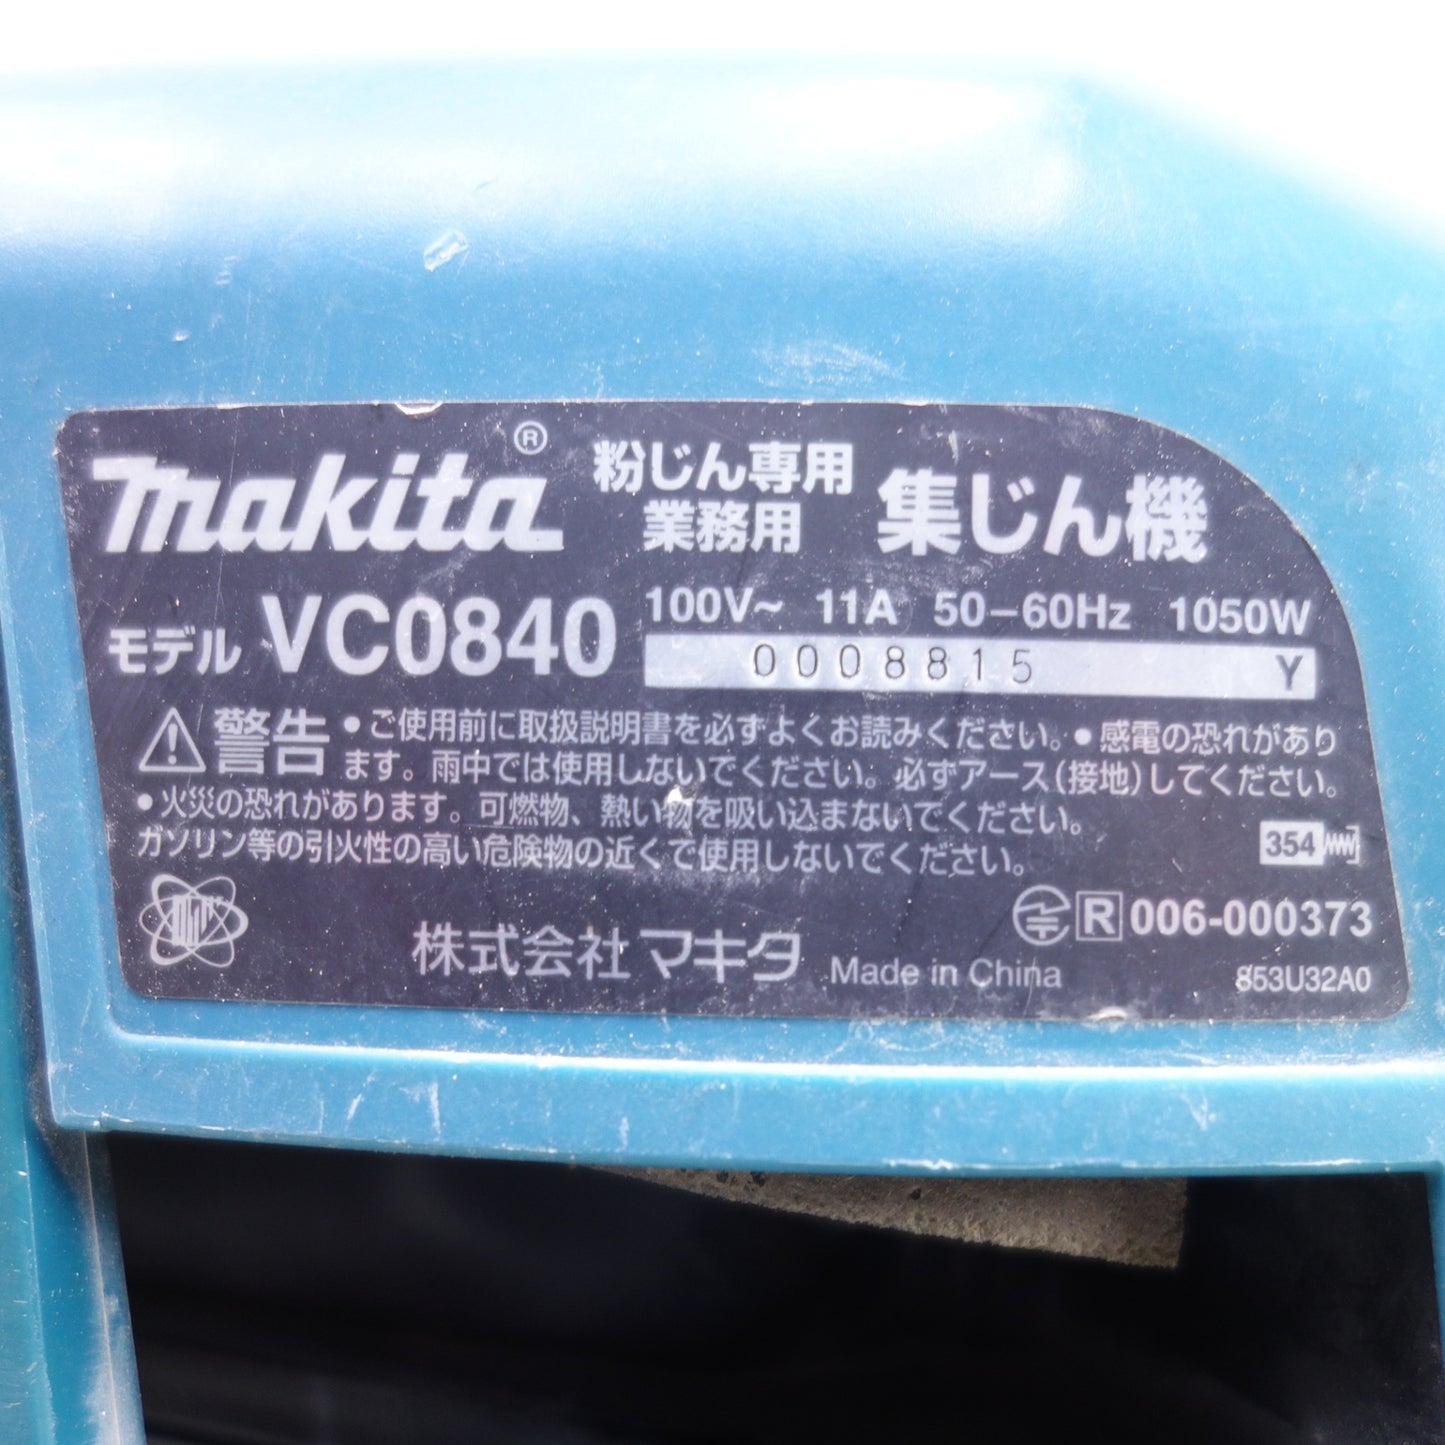 makita®
粉じん専用 集じん機
業務用
モデル VC0840
100V~ 11A 50-60Hz 1050W
0008815 Y
警告 •ご使用前に取扱説明書を必ずよくお読みください。•感電の恐れがあり
ます。雨中では使用しないでください。必ずアース(接地)してください。
•火災の恐れがあります。可燃物、熱い物を吸い込まないでください。
ガソリン等の引火性の高い危険物の近くで使用しないでください。
354
R 006-000373
株式会社マキタ Made in China
853U32A0